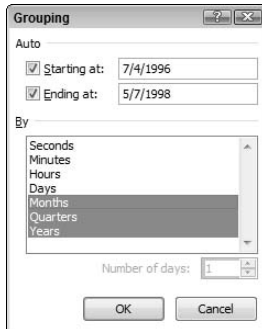 Grouping
Auto
Starting at: 7/4/1996
Ending at: 5/7/1998
By
Seconds
Minutes
Hours
Days
Months
Quarters
Years
Number of days: 1
OK Cancel